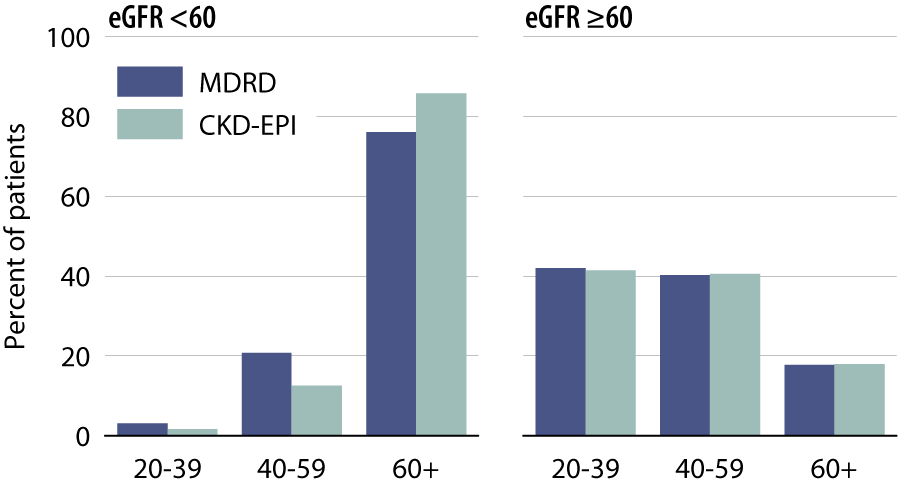 eGFR <60
eGFR ≥60
100
80
60
40
20
0
Percent of patients
MDRD
CKD-EPI
20-39
40-59
60+
20-39
40-59
60+